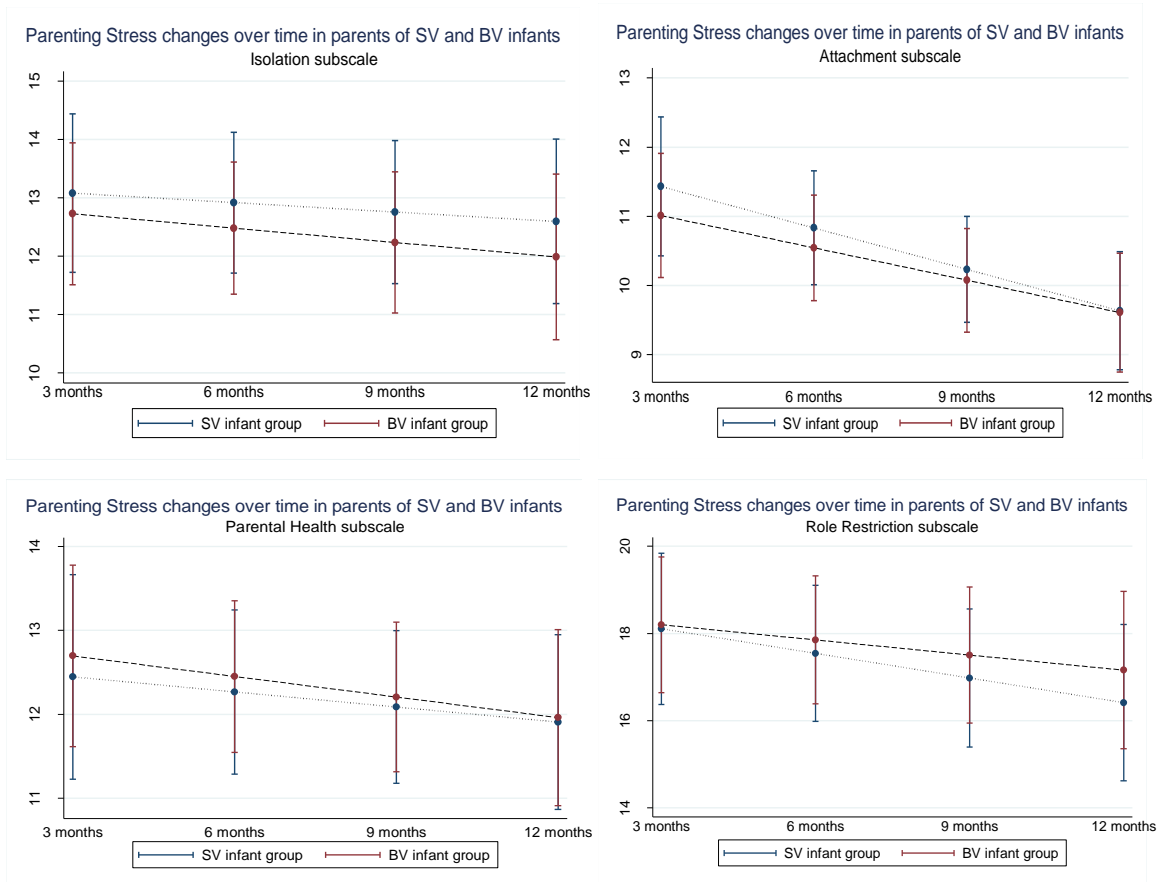 Parenting Stress changes over time in parents of SV and BV infants
Isolation subscale
15
14
13
12
11
10
3 months 6 months 9 months 12 months
SV infant group BV infant group
Parenting Stress changes over time in parents of SV and BV infants
Attachment subscale
13
12
11
10
9
3 months 6 months 9 months 12 months
SV infant group BV infant group
Parenting Stress changes over time in parents of SV and BV infants
Parental Health subscale
14
13
12
11
3 months 6 months 9 months 12 months
SV infant group BV infant group
Parenting Stress changes over time in parents of SV and BV infants
Role Restriction subscale
20
18
16
14
3 months 6 months 9 months 12 months
SV infant group BV infant group